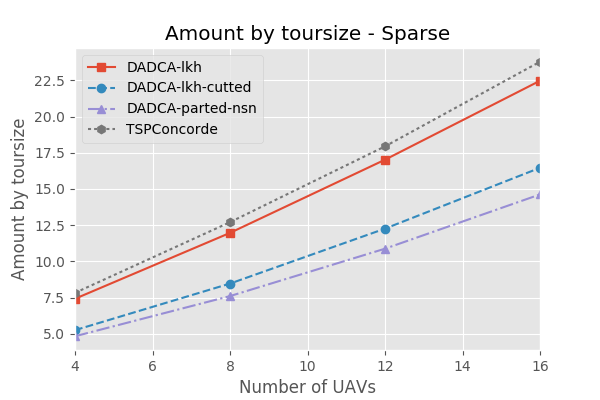 Amount by toursize - Sparse
DADCA-lkh
DADCA-lkh-cutted
DADCA-parted-nsn
TSPConcorde
Amount by toursize
22.5
20.0
17.5
15.0
12.5
10.0
7.5
5.0
4 6 8 10 12 14 16
Number of UAVs